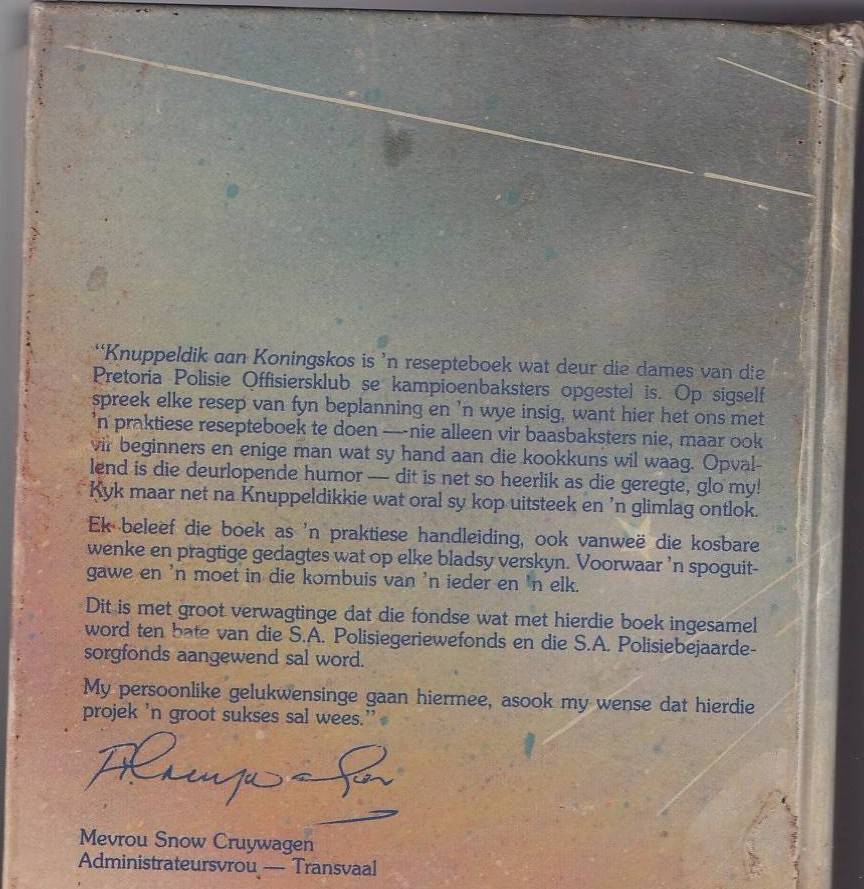 “Knuppeldik aan Koningskos is 'n resepteboek wat deur die dames van die
Pretoria Polisie Offisiersklub se kampioenbaksters opgestel is. Op sigself
spreek elke resep van fyn beplanning en 'n wye insig, want hier het ons met
'n praktiese resepteboek te doen — nie alleen vir baasbaksters nie, maar ook
vir beginners en enige man wat sy hand aan die kookkuns wil waag. Opval-
lend is die deurlopende humor — dit is net so heerlik as die geregte, glo my!
Kyk maar net na Knuppeldikkie wat oral sy kop uitsteek en 'n glimlag ontlok.
Ek beleef die boek as 'n praktiese handleiding, ook vanweë die kosbare
wenke en pragtige gedagtes wat op elke bladsy verskyn. Voorwaar 'n spoguit-
gawe en 'n moet in die kombuis van 'n ieder en 'n elk.
Dit is met groot verwagtinge dat die fondse wat met hierdie boek ingesamel
word ten bate van die S.A. Polisiegeriewefonds en die S.A. Polisiebejaarde-
sorgfonds aangewend sal word.
My persoonlike gelukwensinge gaan hiermee, asook my wense dat hierdie
projek 'n groot sukses sal wees.”
Mevrou Snow Cruywagen
Administrateursvrou — Transvaal